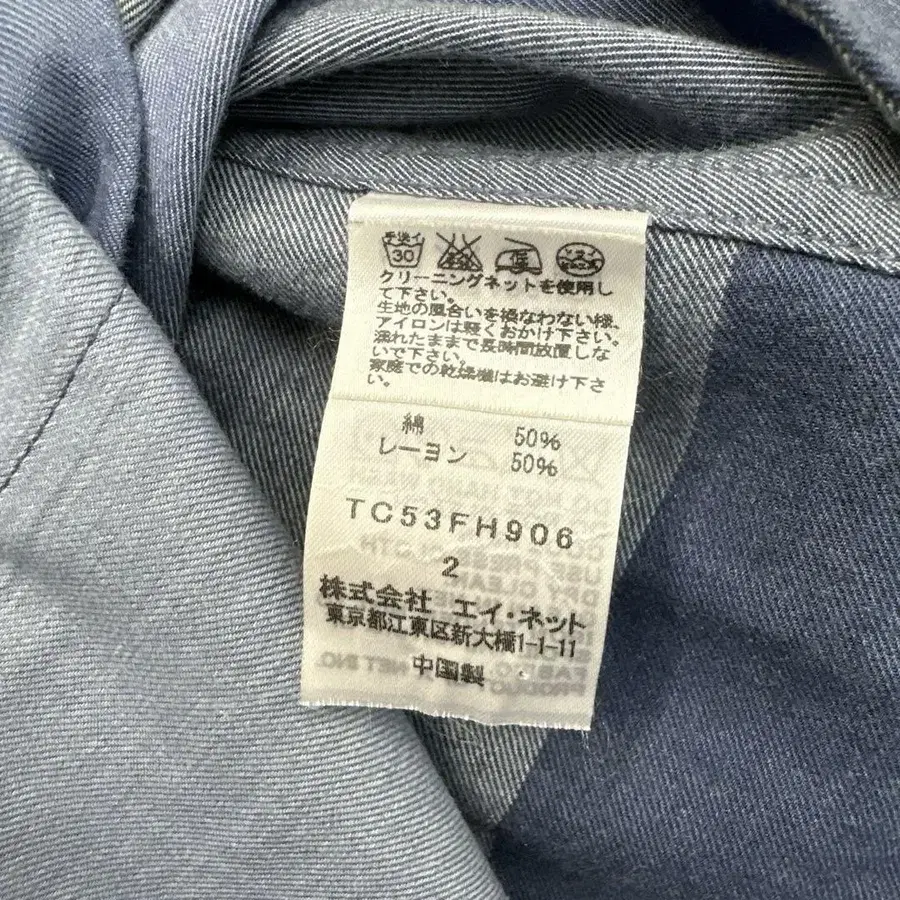 手洗イ
30
低
クリーニングネットを使用し
て下さい。
生地の風合いを損なわない様、
アイロンは軽くおかけ下さい。
濡れたままで長時間放置しな
いで下さい。
家庭での乾燥機はお避け下さ
い。
綿 50%
レーヨン 50%
TC53FH906
2
株式会社 エイ・ネット
東京都江東区新大橋1-1-11
中国製